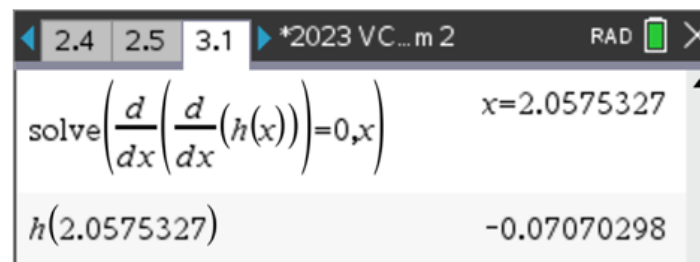 2.4 2.5 3.1 *2023 VC...m 2 RAD
solve(d/dx(d/dx(h(x)))=0,x) x=2.0575327
h(2.0575327) -0.07070298